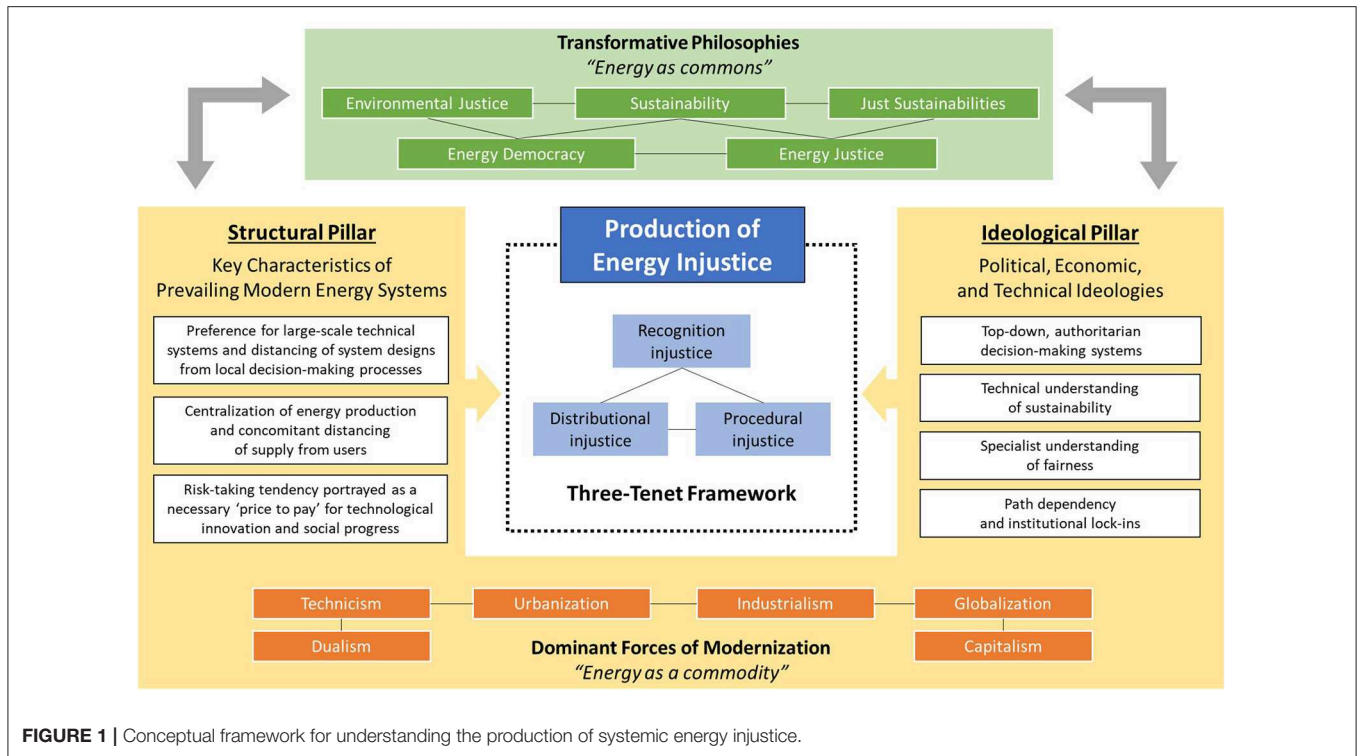 Transformative Philosophies
“Energy as commons”
Environmental Justice
Sustainability
Just Sustainabilities
Energy Democracy
Energy Justice
Structural Pillar
Key Characteristics of
Prevailing Modern Energy Systems
Preference for large-scale technical
systems and distancing of system designs
from local decision-making processes
Centralization of energy production
and concomitant distancing
of supply from users
Risk-taking tendency portrayed as a
necessary ‘price to pay’ for technological
innovation and social progress
Production of
Energy Injustice
Recognition
injustice
Distributional
injustice
Procedural
injustice
Three-Tenet Framework
Ideological Pillar
Political, Economic,
and Technical Ideologies
Top-down, authoritarian
decision-making systems
Technical understanding
of sustainability
Specialist understanding
of fairness
Path dependency
and institutional lock-ins
Technicism
Urbanization
Industrialism
Globalization
Dualism
Capitalism
Dominant Forces of Modernization
“Energy as a commodity”
FIGURE 1 | Conceptual framework for understanding the production of systemic energy injustice.